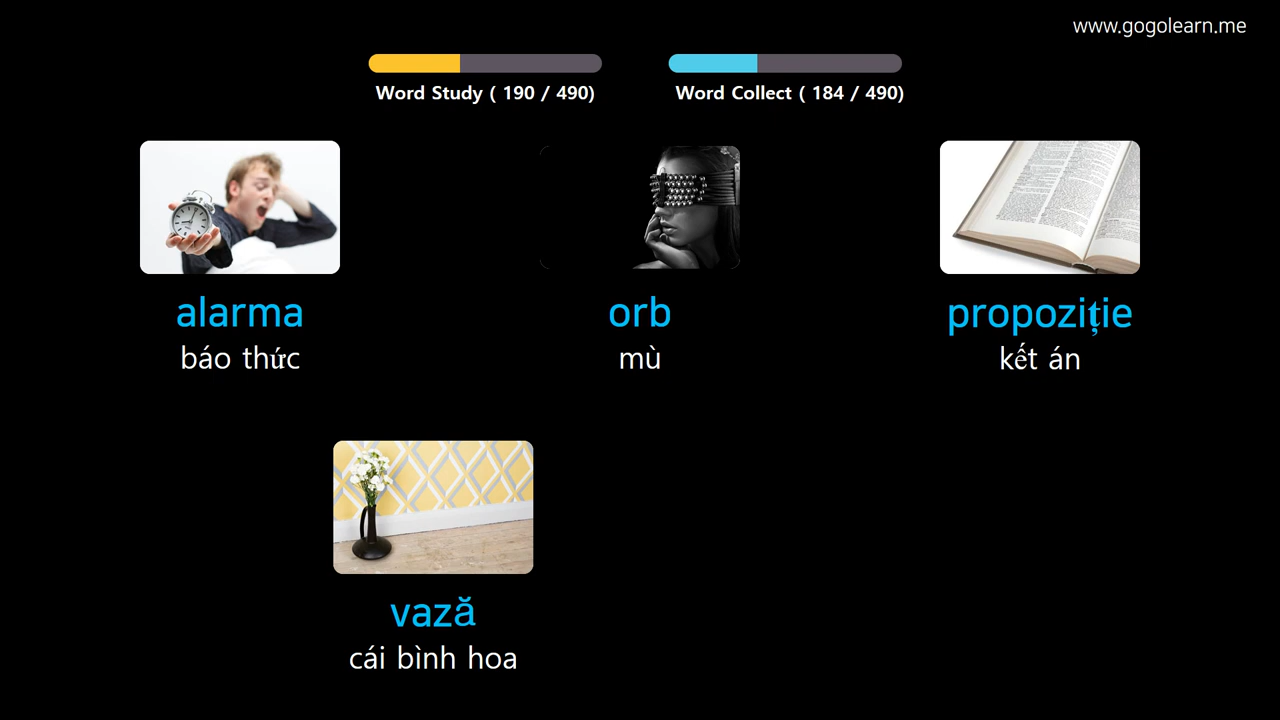 www.gogolearn.me
Word Study ( 190 / 490)
Word Collect ( 184 / 490)
alarma
báo thức
orb
mù
propoziție
kết án
vază
cái bình hoa